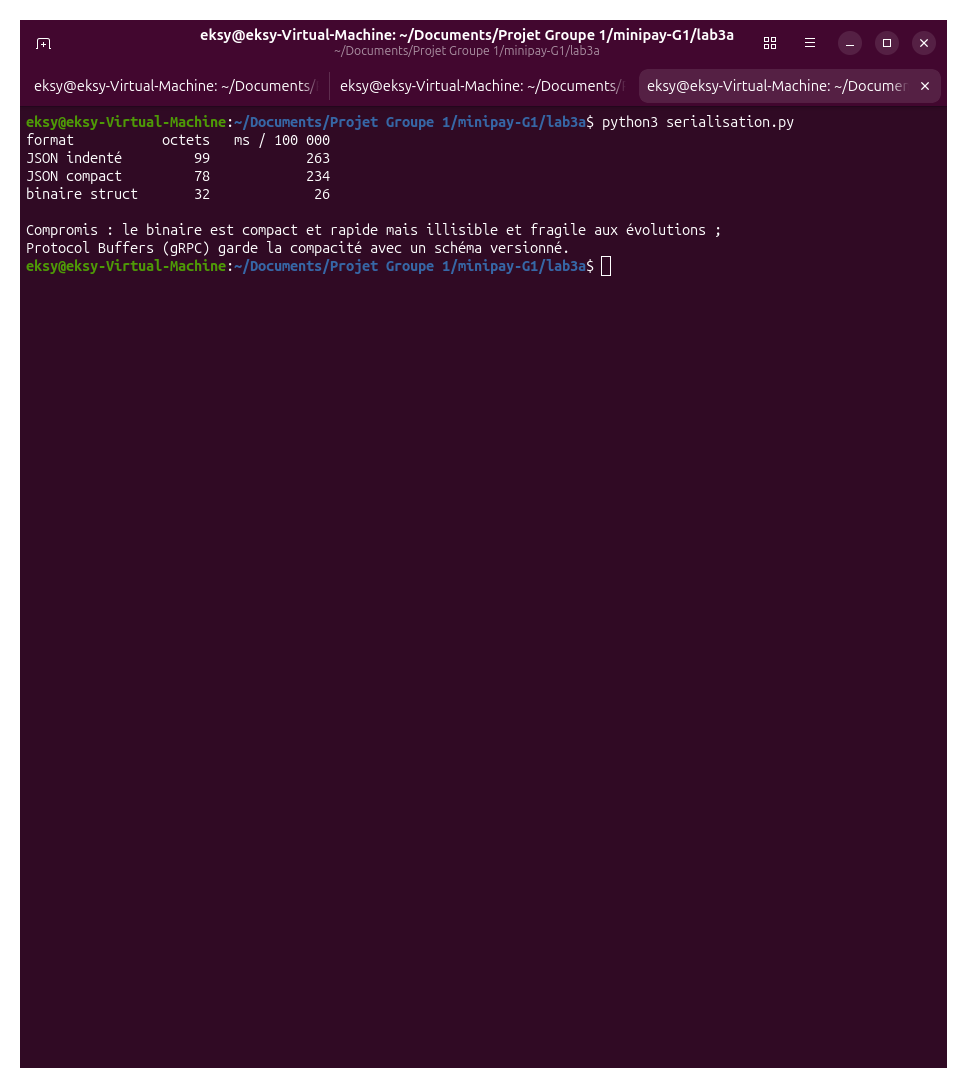 eksy@eksy-Virtual-Machine: ~/Documents/Projet Groupe 1/minipay-G1/lab3a
~/Documents/Projet Groupe 1/minipay-G1/lab3a
eksy@eksy-Virtual-Machine: ~/Documents/ eksy@eksy-Virtual-Machine: ~/Documents/ eksy@eksy-Virtual-Machine: ~/Documen
eksy@eksy-Virtual-Machine:~/Documents/Projet Groupe 1/minipay-G1/lab3a$ python3 serialisation.py
format           octets   ms / 100 000
JSON indenté         99            263
JSON compact         78            234
binaire struct       32             26
Compromis : le binaire est compact et rapide mais illisible et fragile aux évolutions ;
Protocol Buffers (gRPC) garde la compacité avec un schéma versionné.
eksy@eksy-Virtual-Machine:~/Documents/Projet Groupe 1/minipay-G1/lab3a$